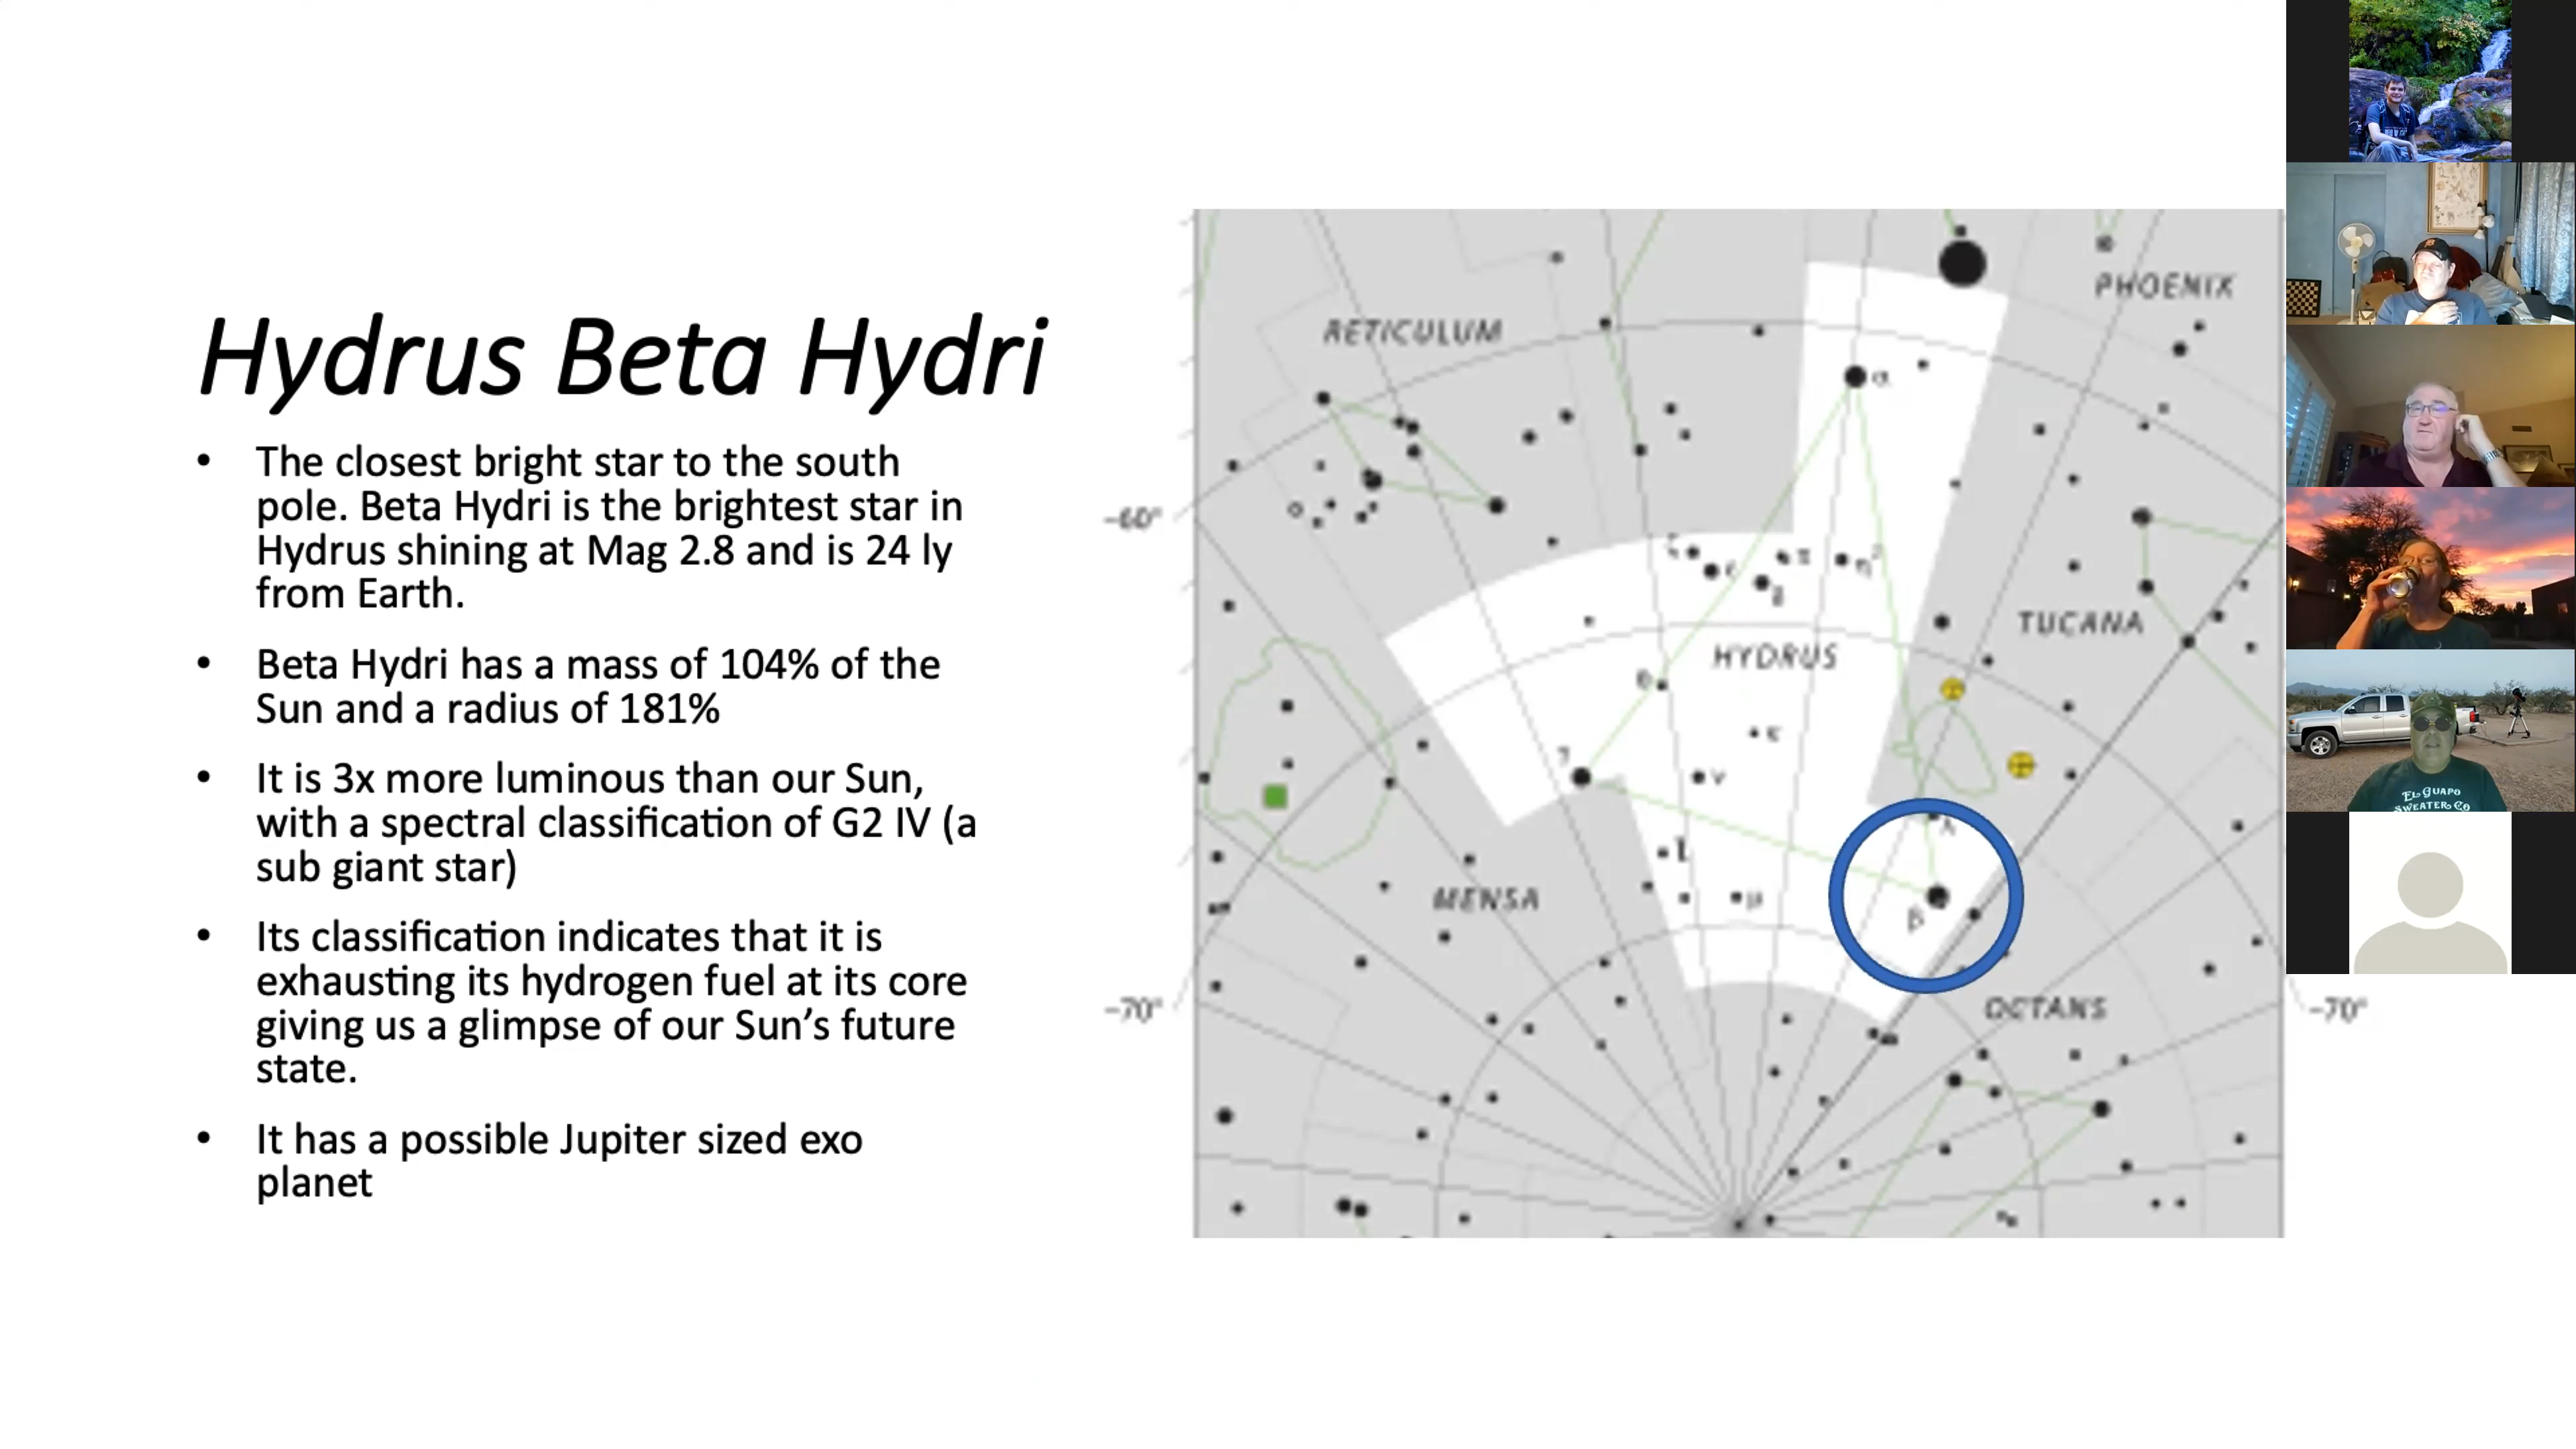 Hydrus Beta Hydri
• The closest bright star to the south
pole. Beta Hydri is the brightest star in
Hydrus shining at Mag 2.8 and is 24 ly
from Earth.
• Beta Hydri has a mass of 104% of the
Sun and a radius of 181%
• It is 3x more luminous than our Sun,
with a spectral classification of G2 IV (a
sub giant star)
• Its classification indicates that it is
exhausting its hydrogen fuel at its core
giving us a glimpse of our Sun’s future
state.
• It has a possible Jupiter sized exo
planet
PHOENIX
RETICULUM
α
–60°
TUCANA
HYDRUS
θ
κ
γ
ν
λ
MENSA
μ
β
OCTANS
–70°
–70°
EL GUAPO
SWEATER CO